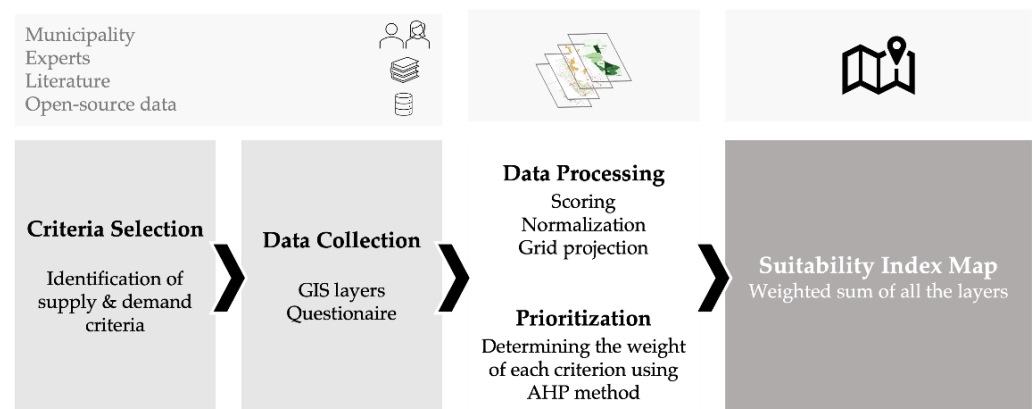 Municipality
Experts
Literature
Open-source data
Criteria Selection
Identification of
supply & demand
criteria
Data Collection
GIS layers
Questionaire
Data Processing
Scoring
Normalization
Grid projection
Prioritization
Determining the weight
of each criterion using
AHP method
Suitability Index Map
Weighted sum of all the layers